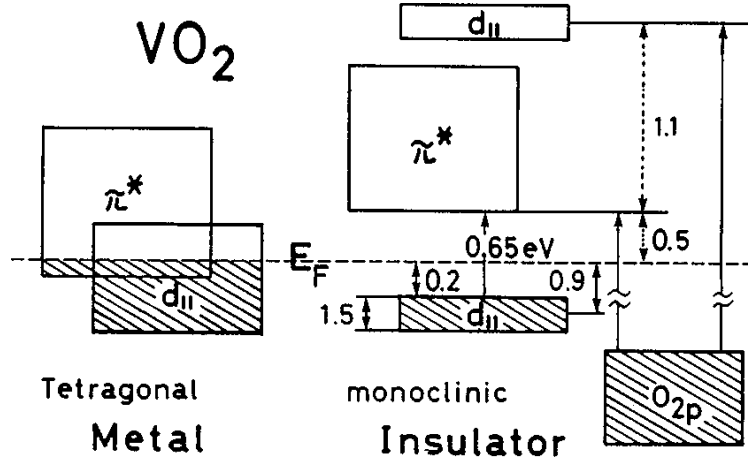 VO₂
d||
π̃*
1.1
π̃*
E_F
0.65eV
0.5
d||
0.2
0.9
1.5
d||
O₂p
Tetragonal
monoclinic
Metal
Insulator